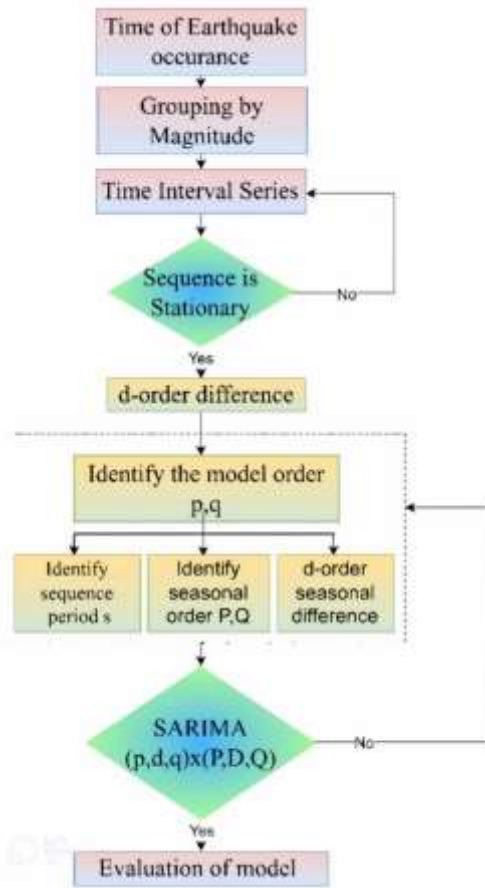 Time of Earthquake
occurance
Grouping by
Magnitude
Time Interval Series
Sequence is
Stationary
No
Yes
d-order difference
Identify the model order
p,q
Identify
sequence
period s
Identify
seasonal
order P,Q
d-order
seasonal
difference
SARIMA
(p,d,q)x(P,D,Q)
No
Yes
Evaluation of model